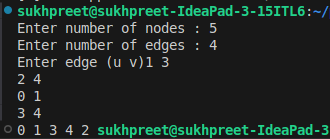 sukhpreet@sukhpreet-IdeaPad-3-15ITL6:~/
Enter number of nodes : 5
Enter number of edges : 4
Enter edge (u v)1 3
2 4
0 1
3 4
0 1 3 4 2 sukhpreet@sukhpreet-IdeaPad-3